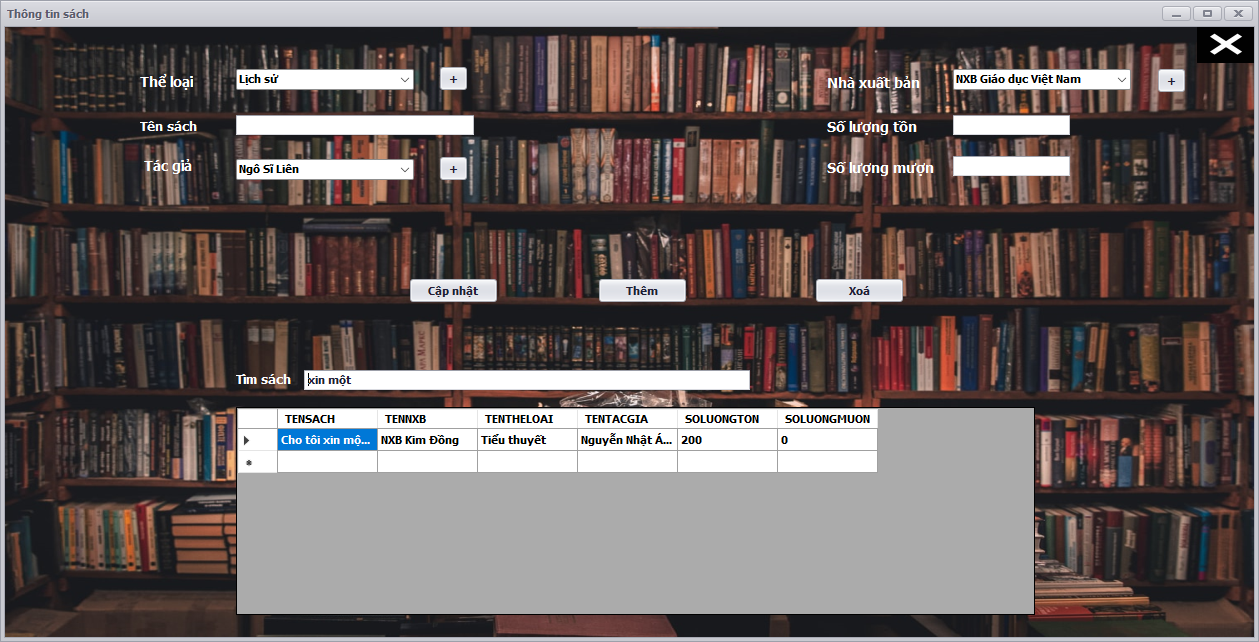 Thông tin sách
Thể loại
Lịch sử
+
Nhà xuất bản
NXB Giáo dục Việt Nam
+
Tên sách
Số lượng tồn
Tác giả
Ngô Sĩ Liên
+
Số lượng mượn
Cập nhật
Thêm
Xoá
Tìm sách
xin một
TENSACH TENNXB TENTHELOAI TENTACGIA SOLUONGTON SOLUONGMUON
Cho tôi xin mộ... NXB Kim Đồng Tiểu thuyết Nguyễn Nhật Á... 200 0